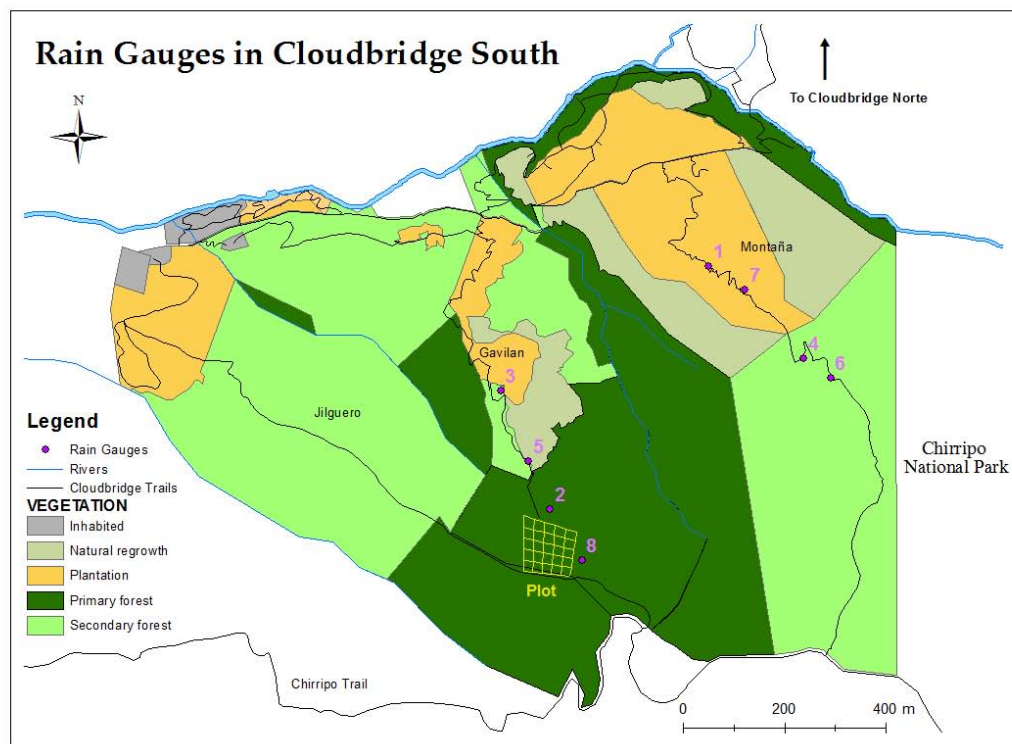 Rain Gauges in Cloudbridge South
N
To Cloudbridge Norte
Montaña
1
7
4
6
Gavilan
3
5
2
8
Plot
Jilguero
Chirripo
National Park
Legend
Rain Gauges
Rivers
Cloudbridge Trails
VEGETATION
Inhabited
Natural regrowth
Plantation
Primary forest
Secondary forest
Chirripo Trail
0 200 400 m